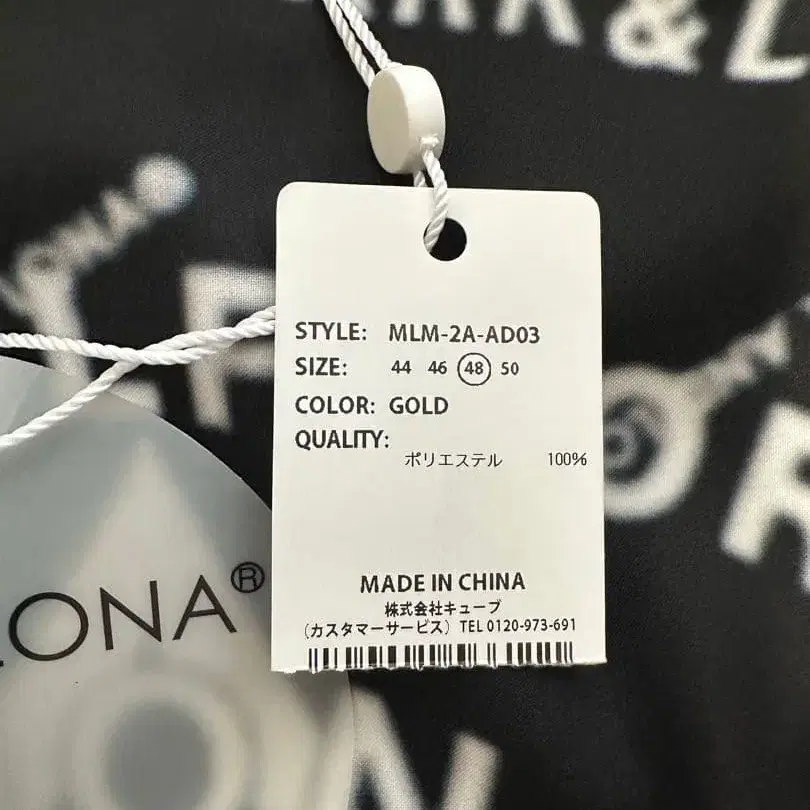 STYLE: MLM-2A-AD03
SIZE: 44 46 48 50
COLOR: GOLD
QUALITY:
ポリエステル 100%
MADE IN CHINA
株式会社キューブ
(カスタマーサービス) TEL 0120-973-691
LONA®